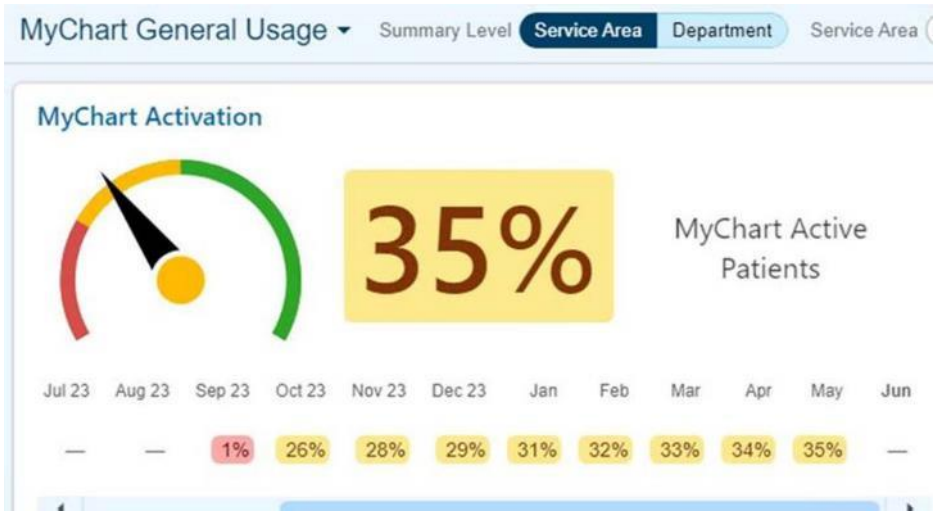 MyChart General Usage Summary Level Service Area Department Service Area
MyChart Activation
35%
MyChart Active
Patients
Jul 23 Aug 23 Sep 23 Oct 23 Nov 23 Dec 23 Jan Feb Mar Apr May Jun
— — 1% 26% 28% 29% 31% 32% 33% 34% 35% —